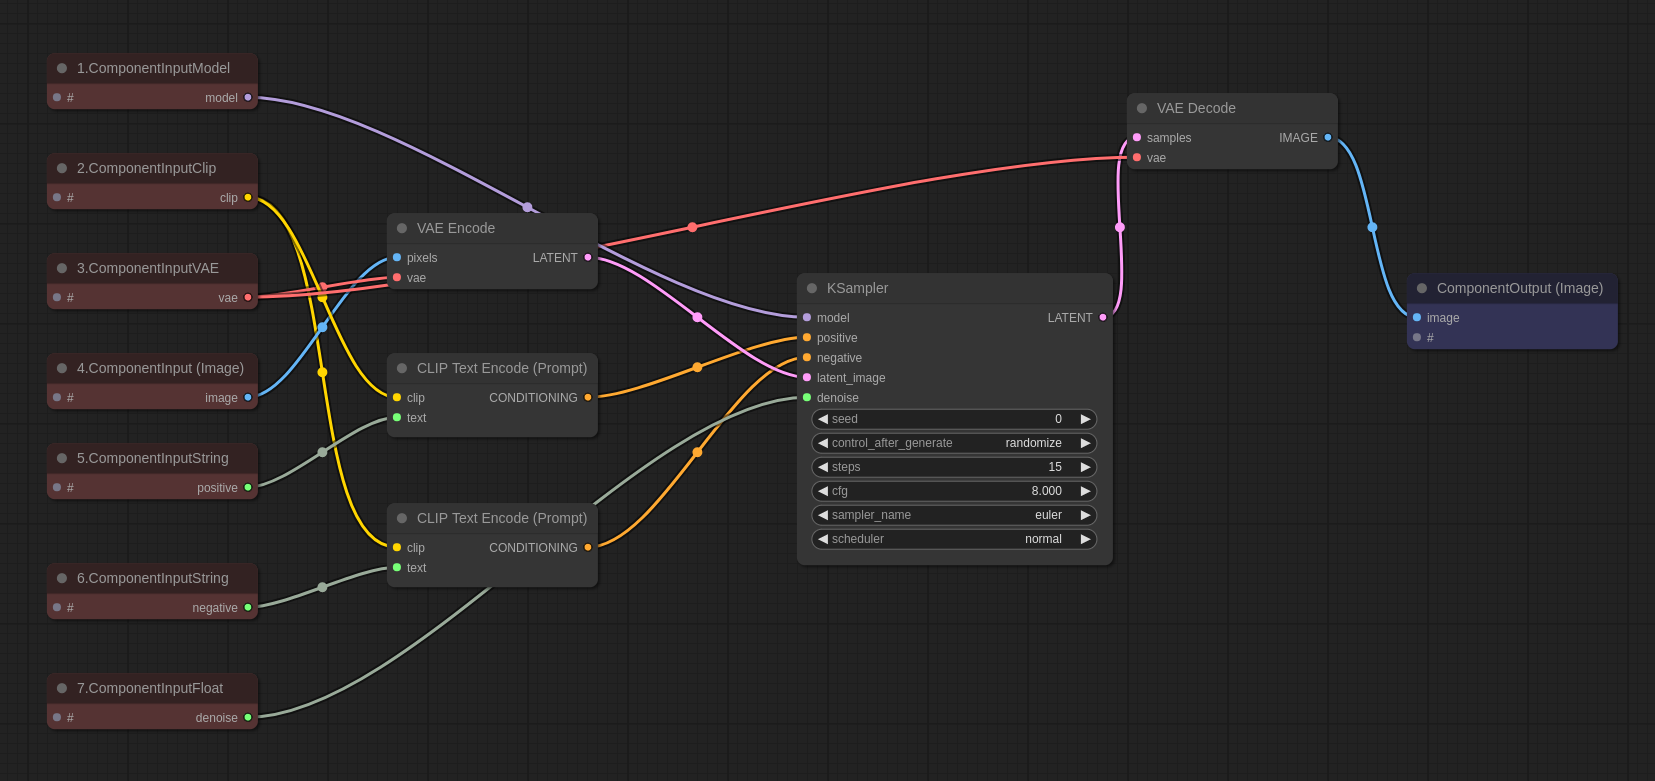 1.ComponentInputModel
# model
2.ComponentInputClip
# clip
3.ComponentInputVAE
# vae
4.ComponentInput (Image)
# image
5.ComponentInputString
# positive
6.ComponentInputString
# negative
7.ComponentInputFloat
# denoise
VAE Encode
pixels LATENT
vae
CLIP Text Encode (Prompt)
clip CONDITIONING
text
CLIP Text Encode (Prompt)
clip CONDITIONING
text
KSampler
model LATENT
positive
negative
latent_image
denoise
seed 0
control_after_generate randomize
steps 15
cfg 8.000
sampler_name euler
scheduler normal
VAE Decode
samples IMAGE
vae
ComponentOutput (Image)
image
#